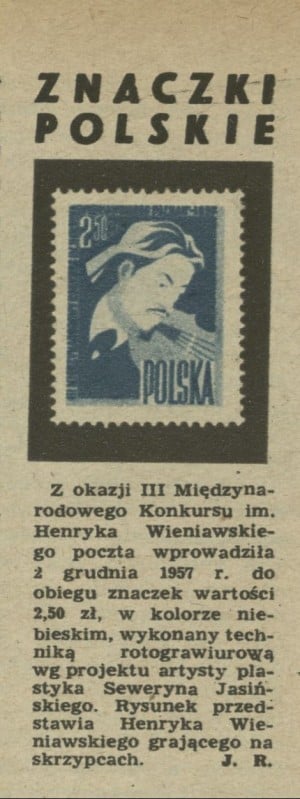 ZNACZKI
POLSKIE
2,50
POLSKA
Z okazji III Międzyna-
rodowego Konkursu im.
Henryka Wieniawskie-
go poczta wprowadziła
2 grudnia 1957 r. do
obiegu znaczek wartości
2,50 zł, w kolorze nie-
bieskim, wykonany tech-
niką rotograwiurową
wg projektu artysty pla-
styka Seweryna Jasiń-
skiego. Rysunek przed-
stawia Henryka Wie-
niawskiego grającego na
skrzypcach. J. R.